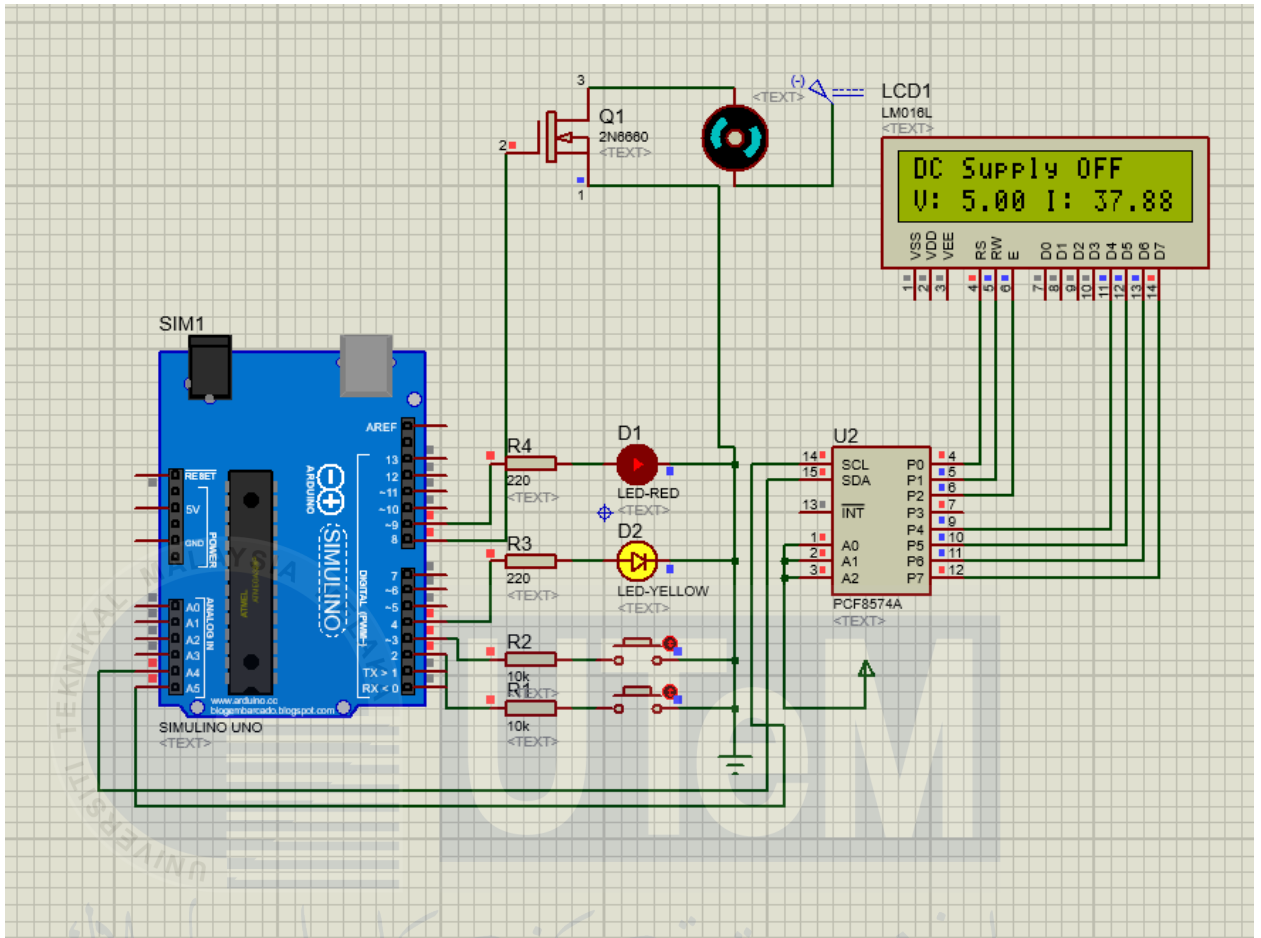 3
Q1
2N6660
<TEXT>
2
1
(-)
<TEXT>
LCD1
LM016L
<TEXT>
DC Supply OFF
V: 5.00 I: 37.88
VSS
VDD
VEE
RS
RW
E
D0
D1
D2
D3
D4
D5
D6
D7
1
2
3
4
5
6
7
8
9
10
11
12
13
14
SIM1
AREF
13
12
~11
~10
~9
8
7
~6
~5
4
~3
2
TX > 1
RX < 0
DIGITAL (PWM~)
RESET
5V
GND
POWER
A0
A1
A2
A3
A4
A5
ANALOG IN
ARDUINO
SIMULINO
ATMEL
www.arduino.cc
blogembarcado.blogspot.com
SIMULINO UNO
<TEXT>
R4
220
<TEXT>
D1
LED-RED
<TEXT>
R3
220
<TEXT>
D2
LED-YELLOW
<TEXT>
R2
10k
<TEXT>
R1
10k
<TEXT>
U2
14
SCL
15
SDA
13
INT
1
A0
2
A1
3
A2
P0
4
P1
5
P2
6
P3
7
P4
9
P5
10
P6
11
P7
12
PCF8574A
<TEXT>
UNIVERSITI TEKNIKAL MALAYSIA
UTeM